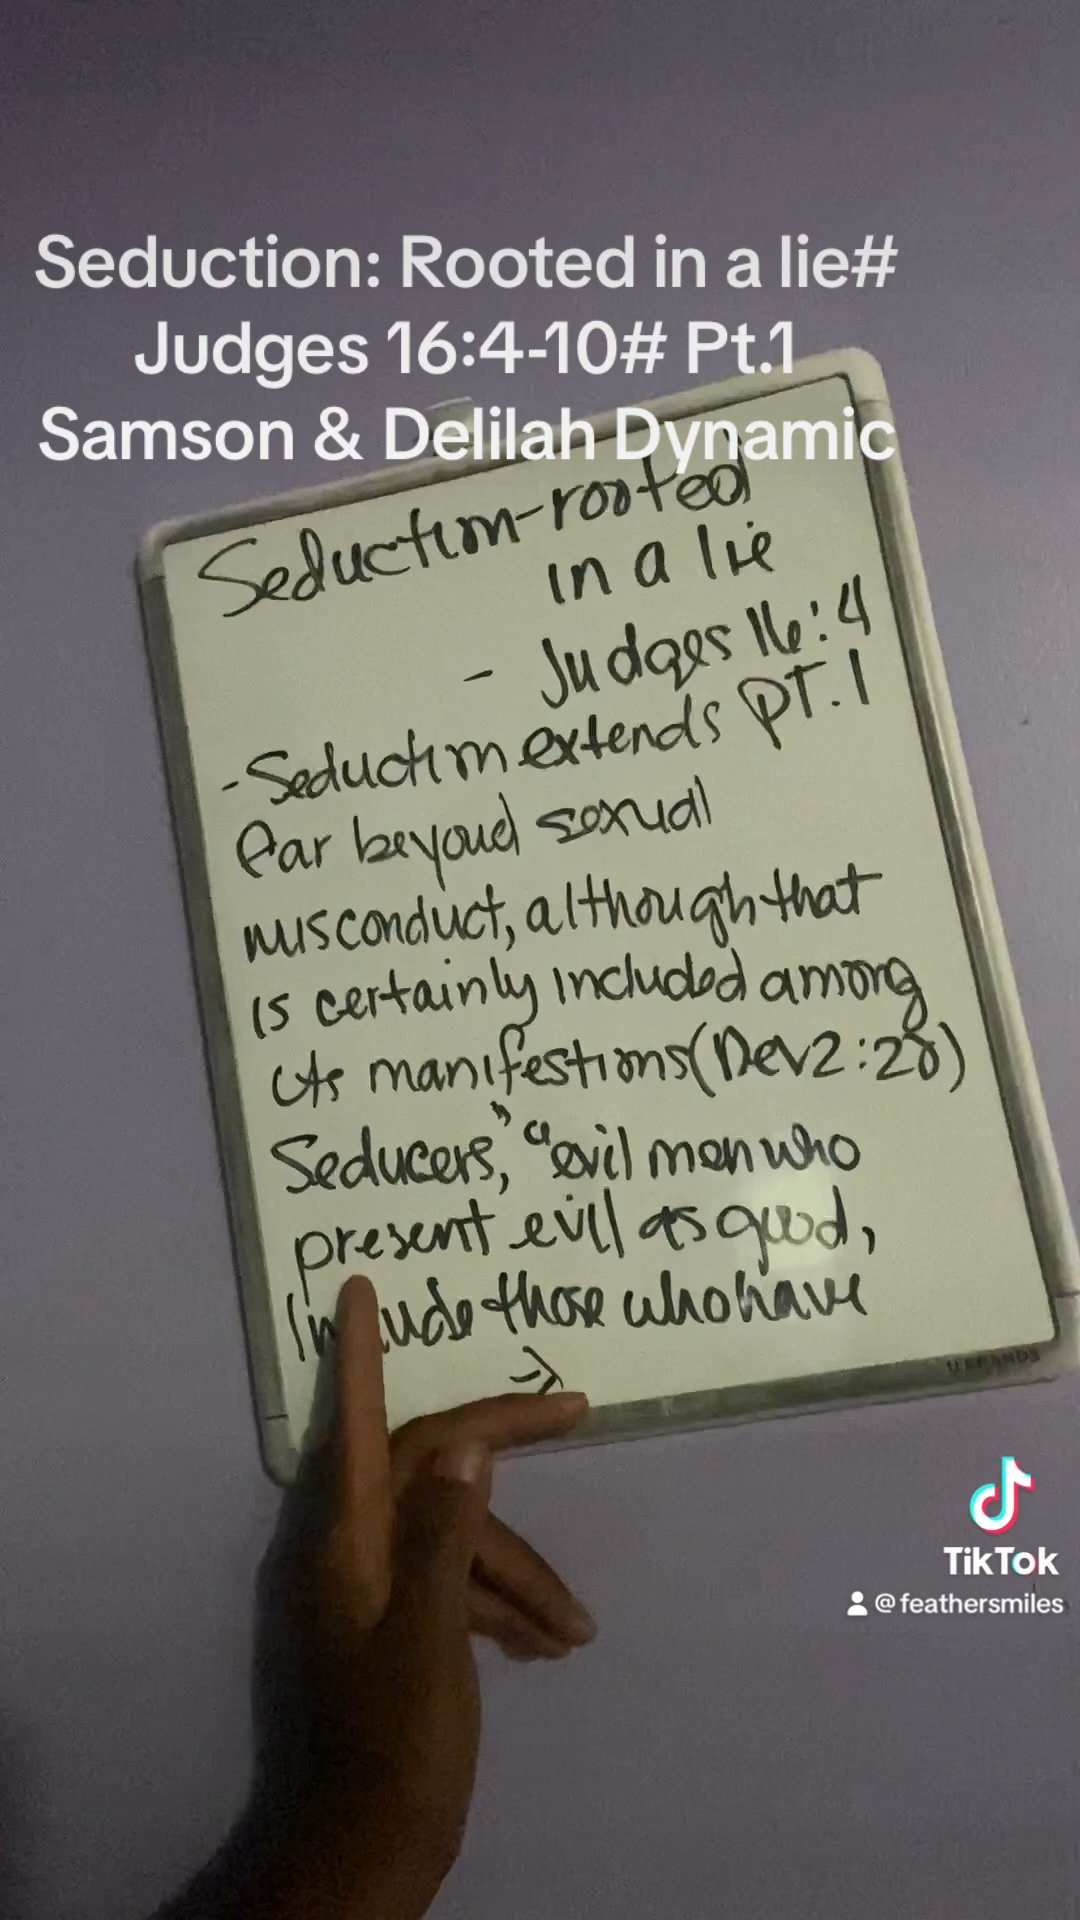 Seduction: Rooted in a lie#
Judges 16:4-10# Pt.1
Samson & Delilah Dynamic
Seduction-rooted
in a lie
- Judges 16:4
PT.1
-Seduction extends
far beyond sexual
misconduct, although that
is certainly included among
its manifestions (Rev2:20)
Seducers," "evil men who
present evil as good,
Include those who have
→
TikTok
@feathersmiles